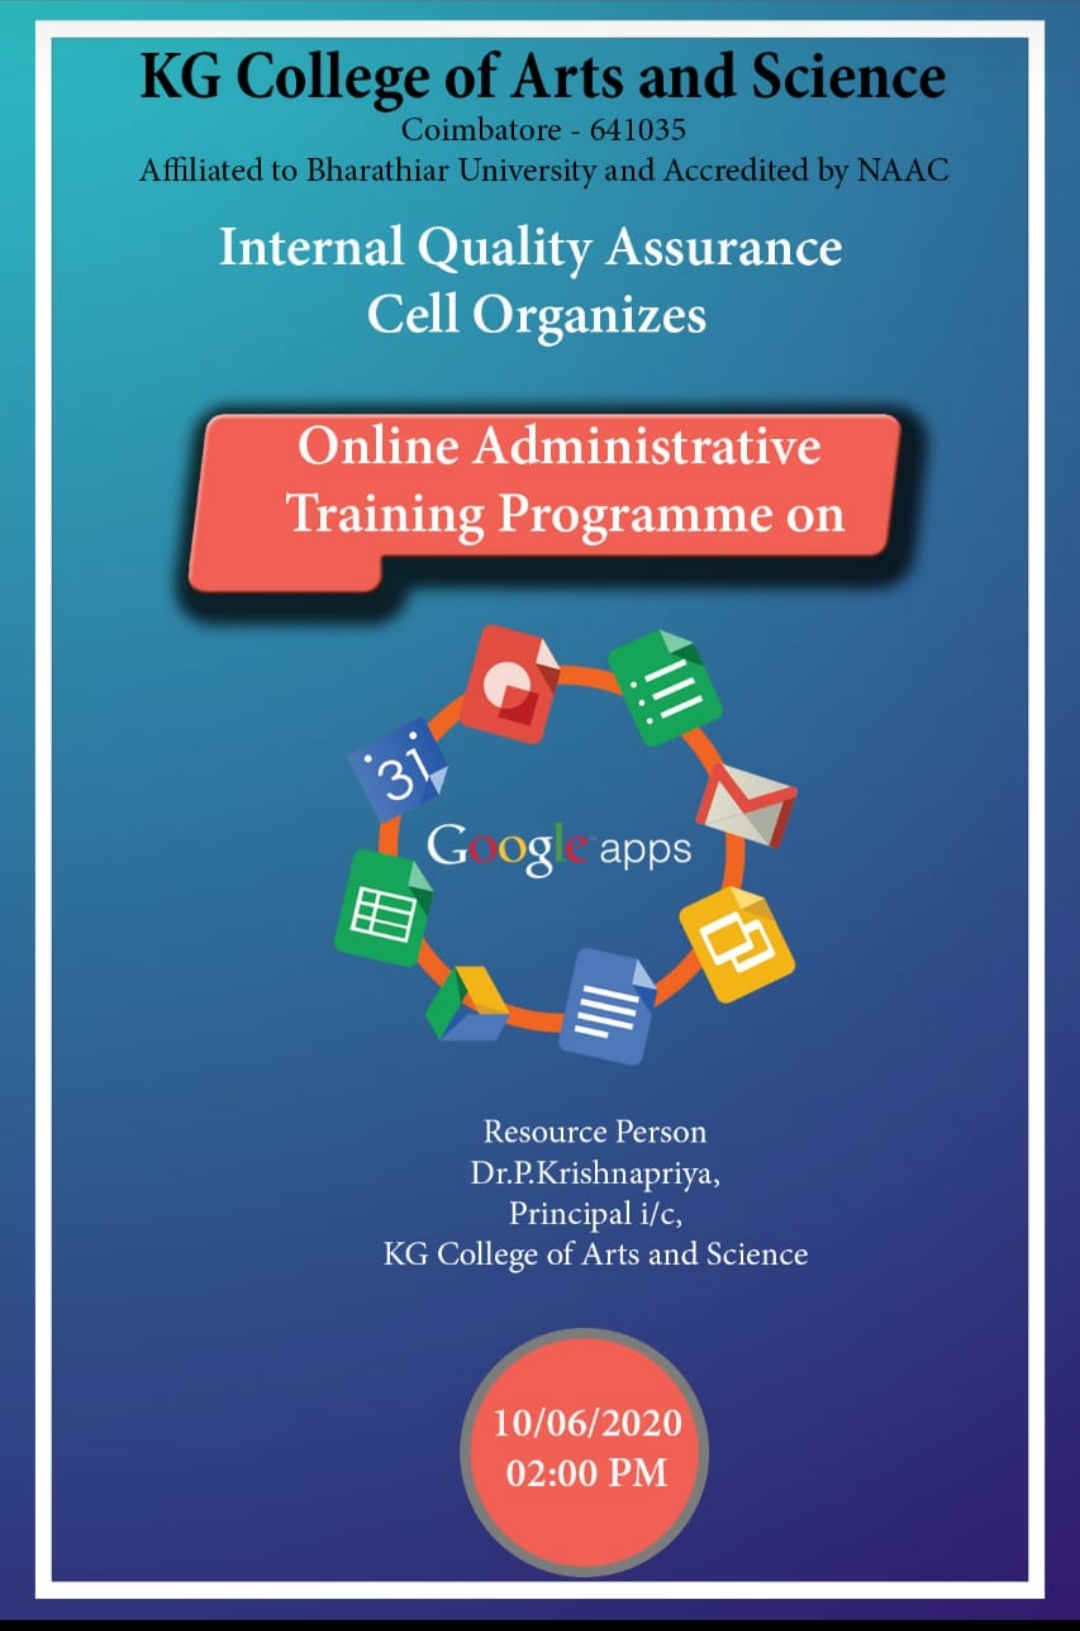 KG College of Arts and Science
Coimbatore - 641035
Affiliated to Bharathiar University and Accredited by NAAC
Internal Quality Assurance
Cell Organizes
Online Administrative
Training Programme on
31
Google™ apps
Resource Person
Dr.P.Krishnapriya,
Principal i/c,
KG College of Arts and Science
10/06/2020
02:00 PM